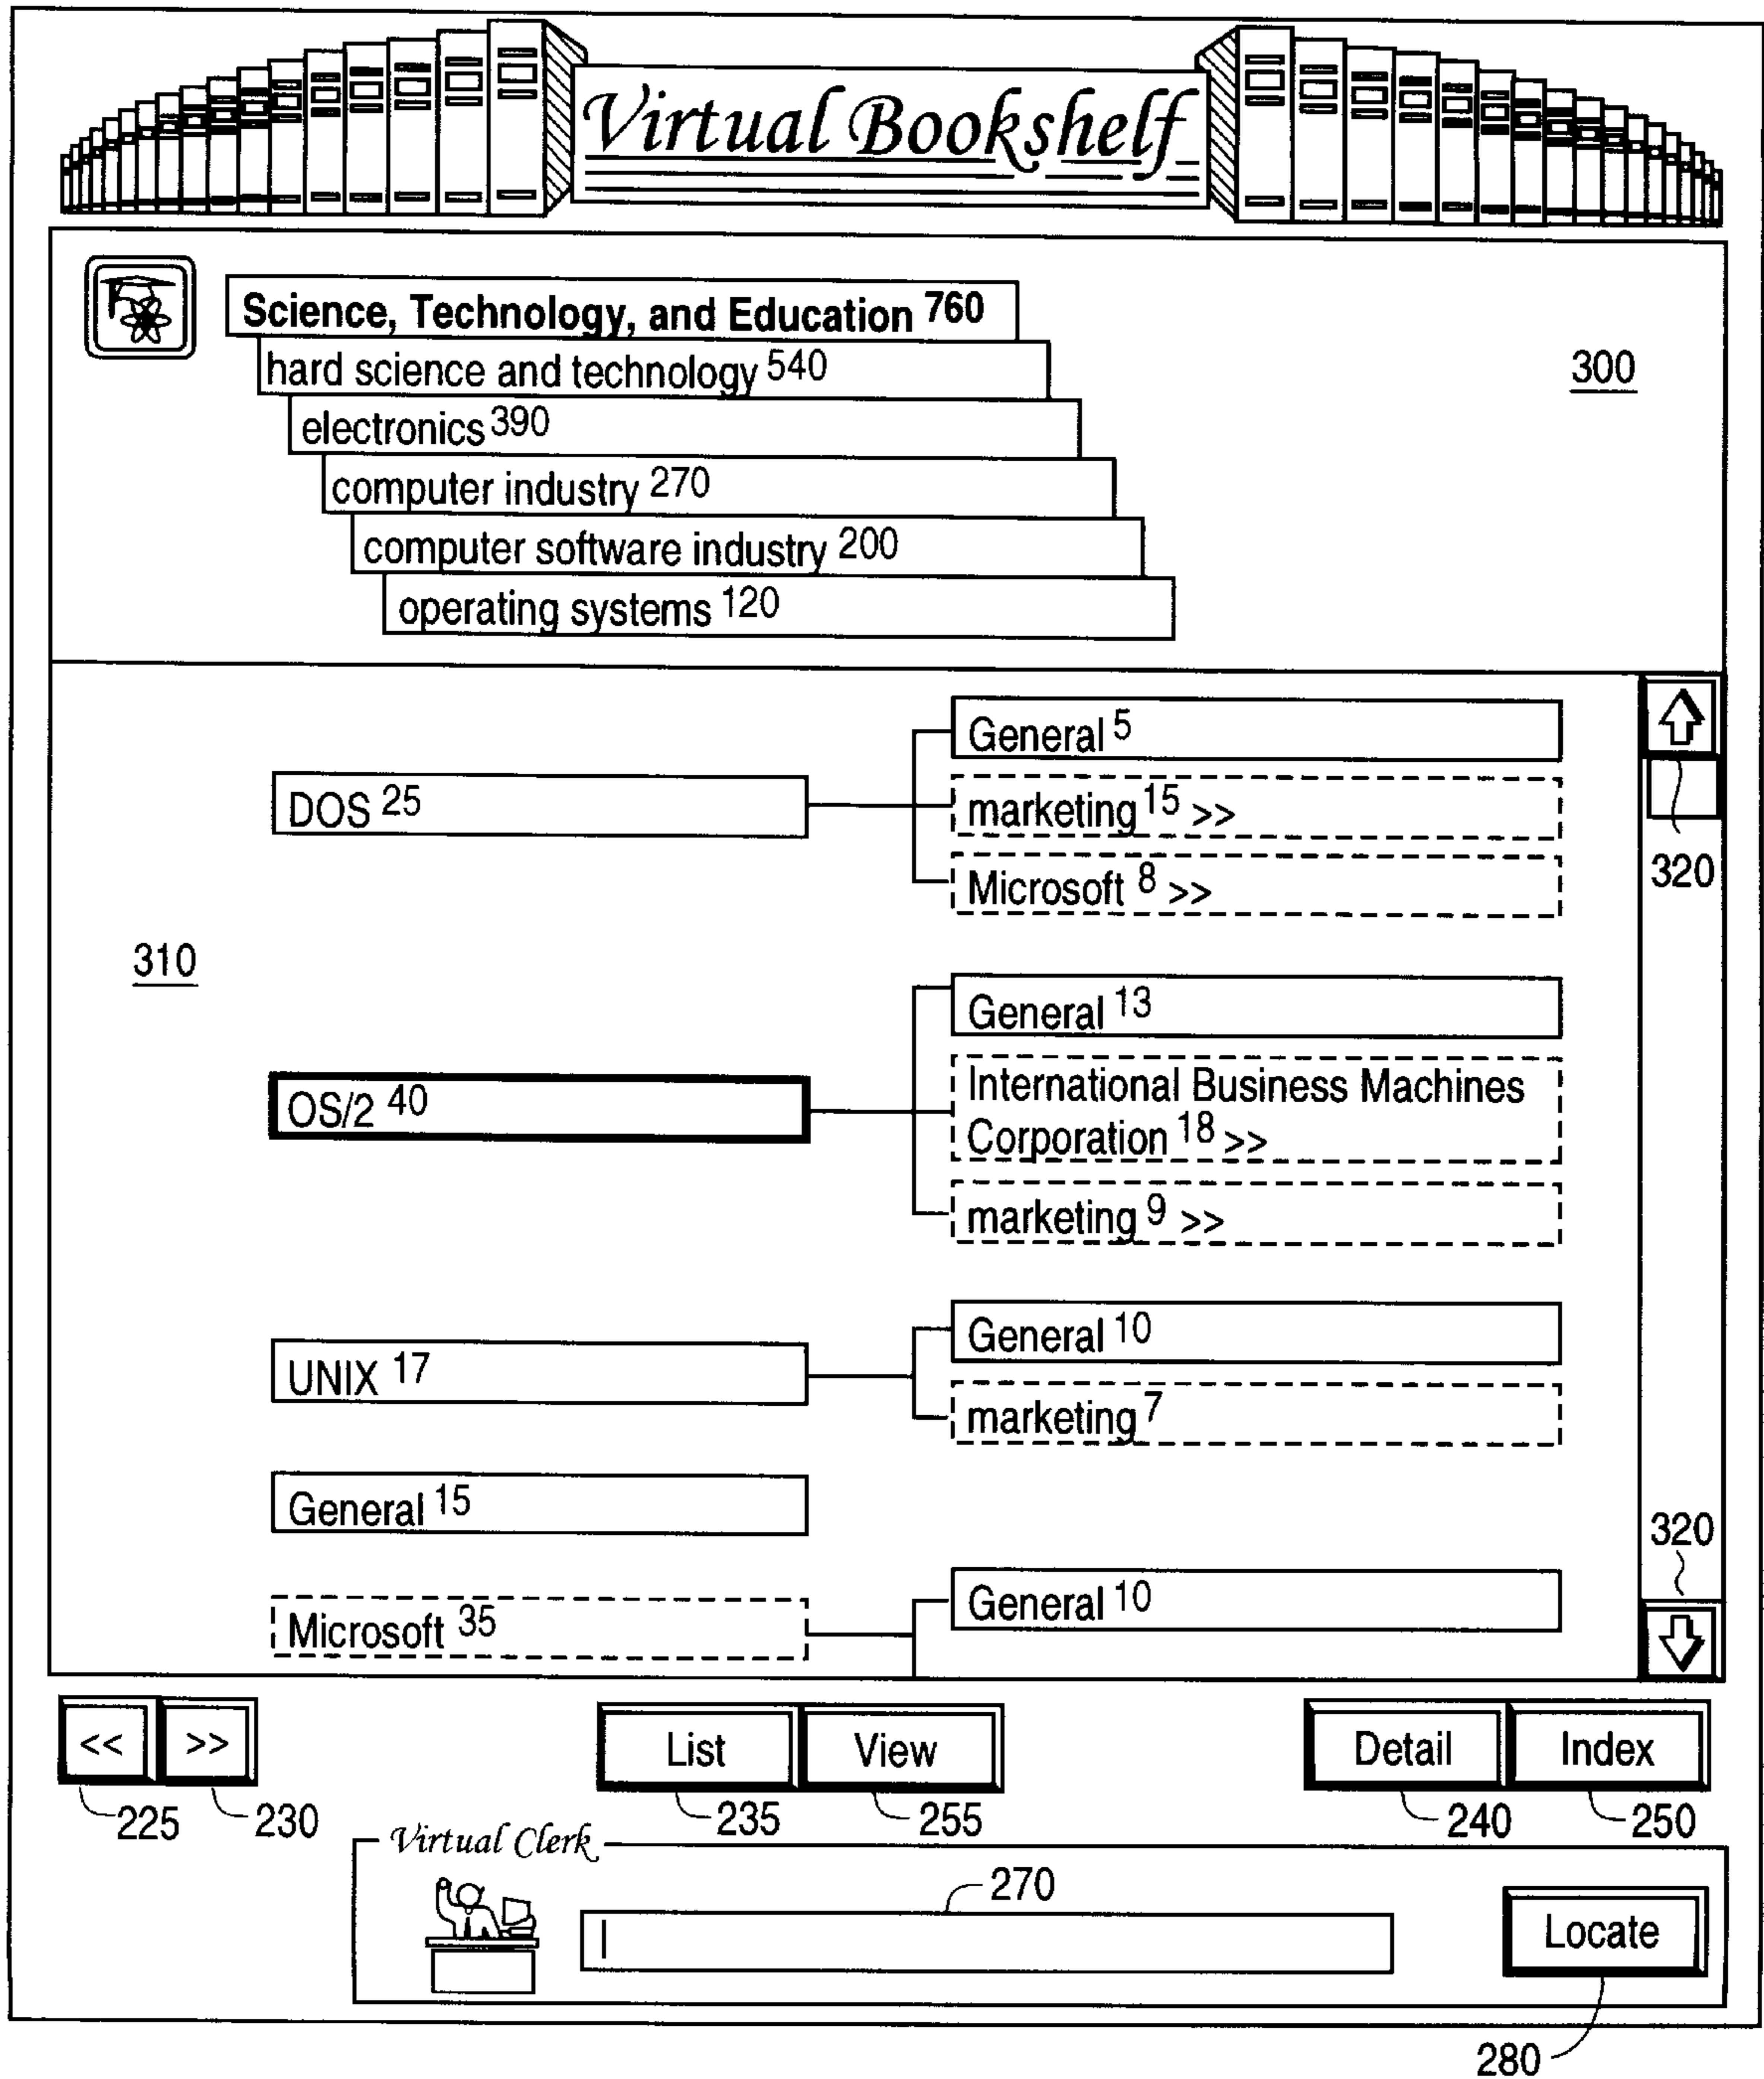 Virtual Bookshelf
Science, Technology, and Education 760
hard science and technology 540
300
electronics 390
computer industry 270
computer software industry 200
operating systems 120
General 5
DOS 25
marketing 15 >>
Microsoft 8 >>
320
310
General 13
OS/2 40
International Business Machines
Corporation 18 >>
marketing 9 >>
General 10
UNIX 17
marketing 7
General 15
320
General 10
Microsoft 35
<< >> List View Detail Index
225 230 235 255 240 250
Virtual Clerk
270
Locate
280